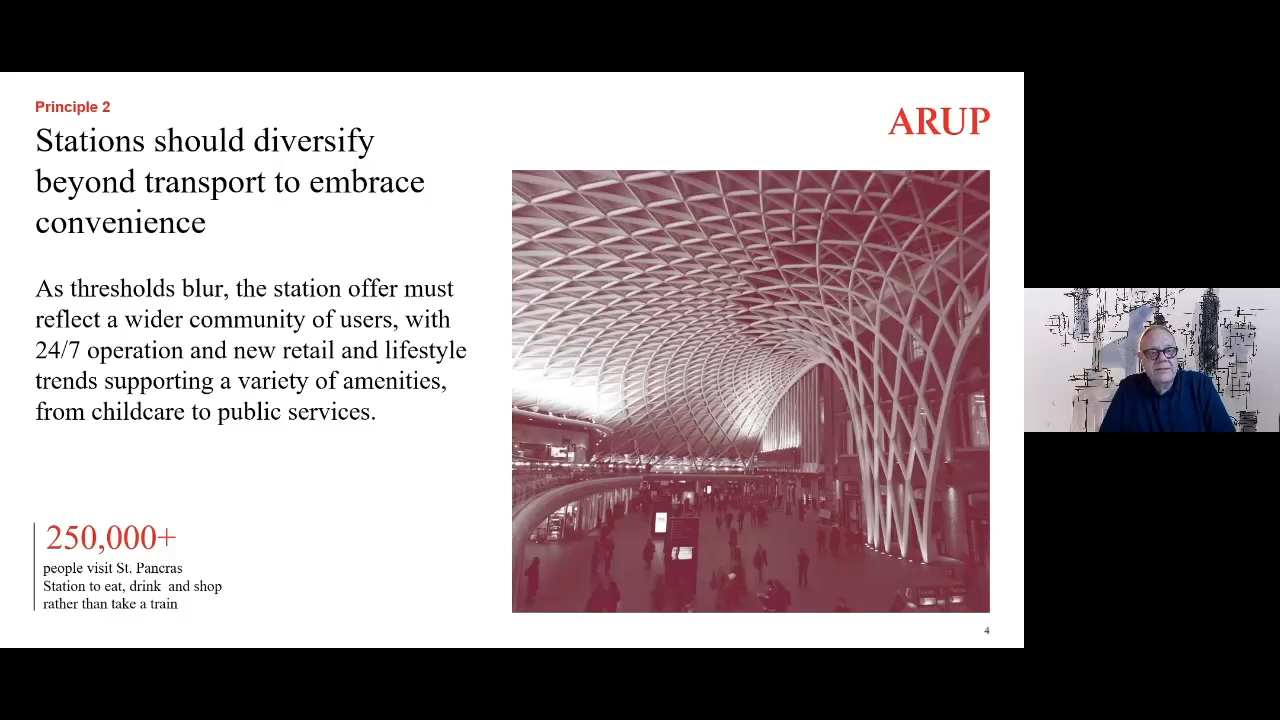 Principle 2
ARUP
Stations should diversify
beyond transport to embrace
convenience
As thresholds blur, the station offer must
reflect a wider community of users, with
24/7 operation and new retail and lifestyle
trends supporting a variety of amenities,
from childcare to public services.
250,000+
people visit St. Pancras
Station to eat, drink  and shop
rather than take a train
4